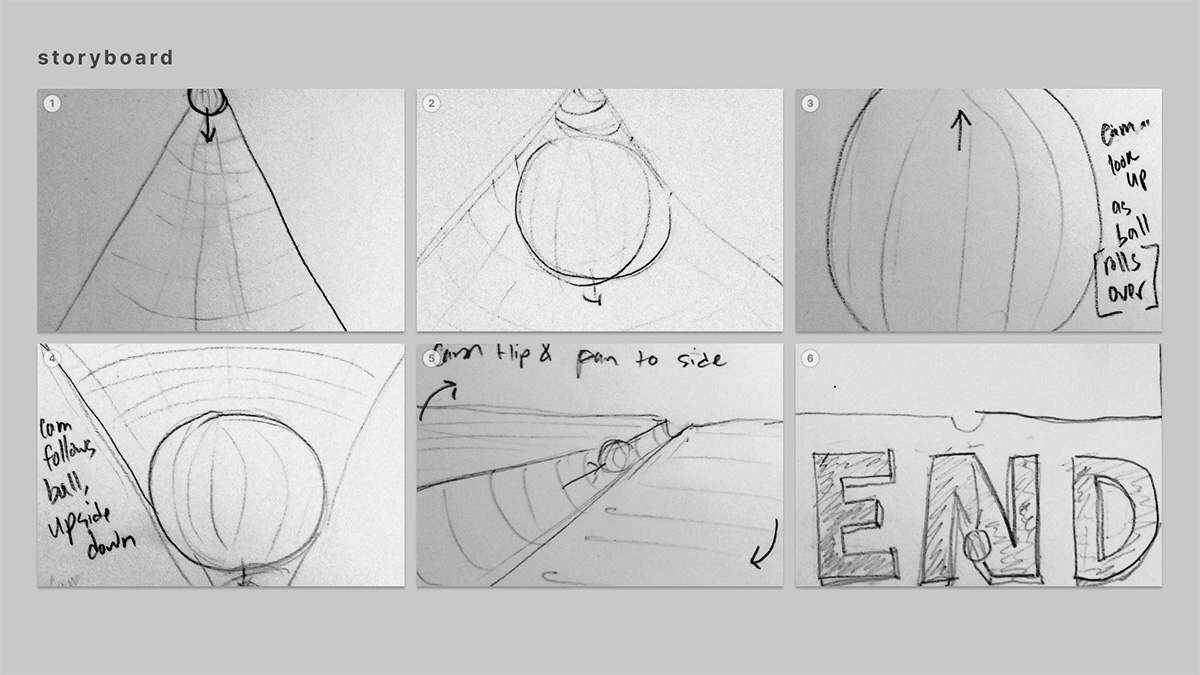 storyboard
1
2
3
cam
look
up
as
ball
rolls
over
4
cam
follows
ball,
upside
down
5
cam flip & pan to side
6
END